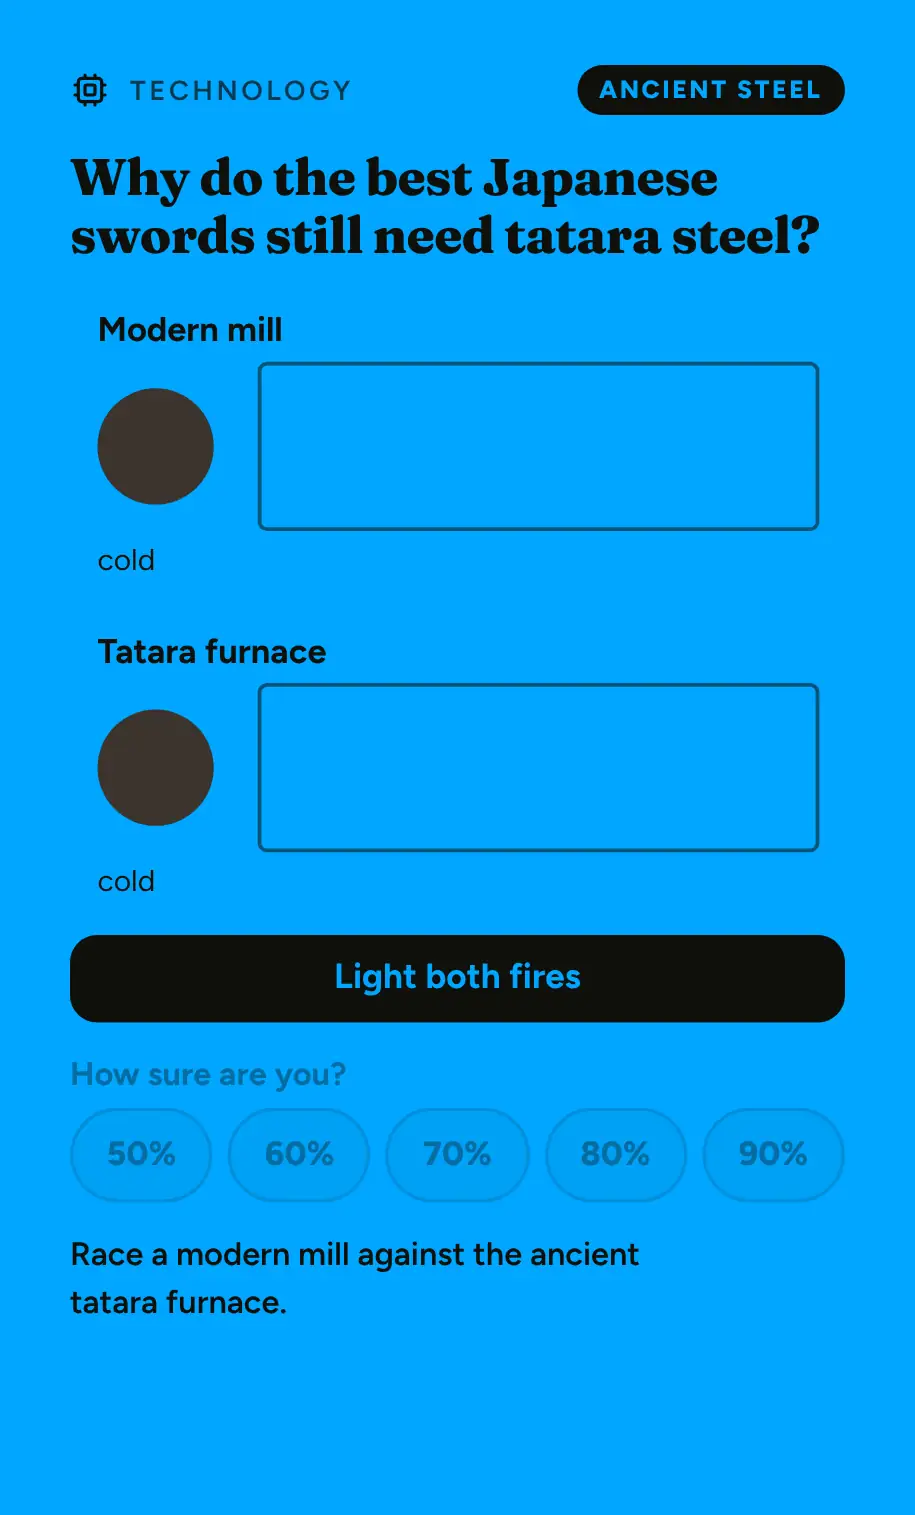 TECHNOLOGY
ANCIENT STEEL
Why do the best Japanese
swords still need tatara steel?
Modern mill
cold
Tatara furnace
cold
Light both fires
How sure are you?
50%
60%
70%
80%
90%
Race a modern mill against the ancient
tatara furnace.